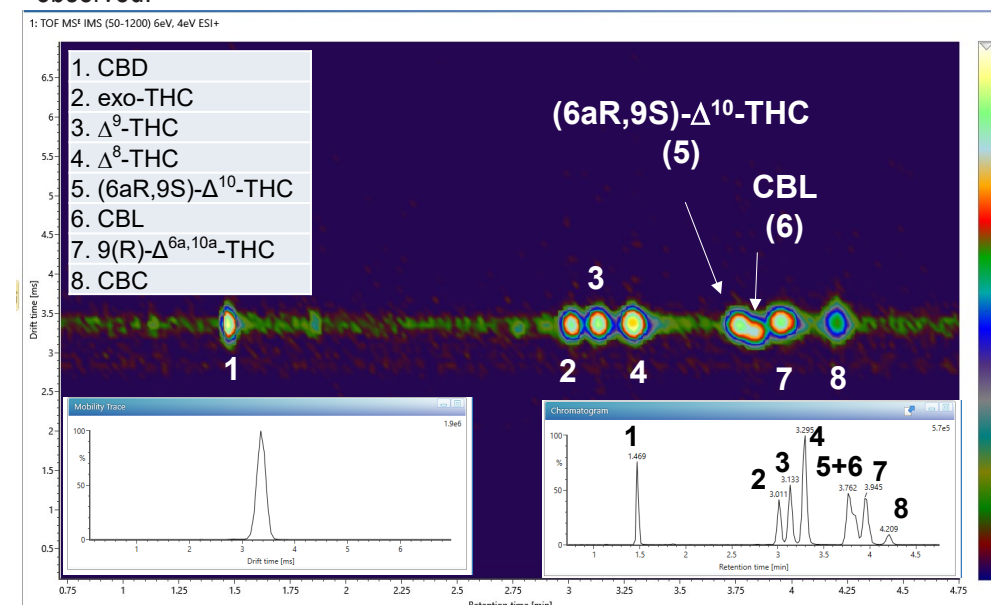 observed.
1: TOF MSᴱ IMS (50-1200) 6eV, 4eV ESI+
1. CBD
2. exo-THC
3. Δ⁹-THC
4. Δ⁸-THC
5. (6aR,9S)-Δ¹⁰-THC
6. CBL
7. 9(R)-Δ⁶ᵃ,¹⁰ᵃ-THC
8. CBC
(6aR,9S)-Δ¹⁰-THC
(5)
CBL
(6)
3
1
2
4
7
8
Drift time [ms]
6.5
6
5.5
5
4.5
4
3.5
3
2.5
2
1.5
1
0.5
Mobility Trace
1.9e6
100
%
50
0
1 2 3 4 5 6
Drift time [ms]
Chromatogram
5.7e5
100
%
50
0
1
1.469
2
3.011
3
3.133
3.295
4
5+6
3.762
7
3.945
8
4.209
1 1.5 2 2.5 3 3.5 4 4.5
Retention time [min]
0.75 1 1.25 1.5 1.75 2 2.25 2.5 2.75 3 3.25 3.5 3.75 4 4.25 4.5 4.75
Retention time [min]